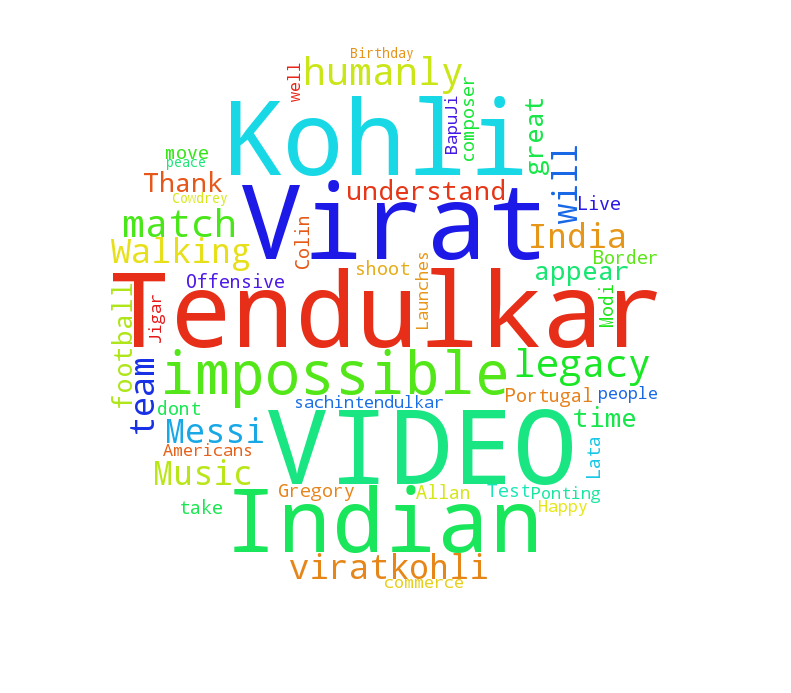 Birthday
humanly
well
Kohli
BapuJi
composer
great
move
peace
Thank
understand
will
Cowdrey
Virat
Live
match
Colin
India
Walking
Border
shoot
Launches
appear
Offensive
Tendulkar
Modi
football
Jigar
impossible
legacy
team
sachintendulkar
Portugal
people
dont
VIDEO
time
Messi
Americans
Lata
Music
Gregory
Allan
Test
Ponting
take
Indian
Happy
viratkohli
commerce